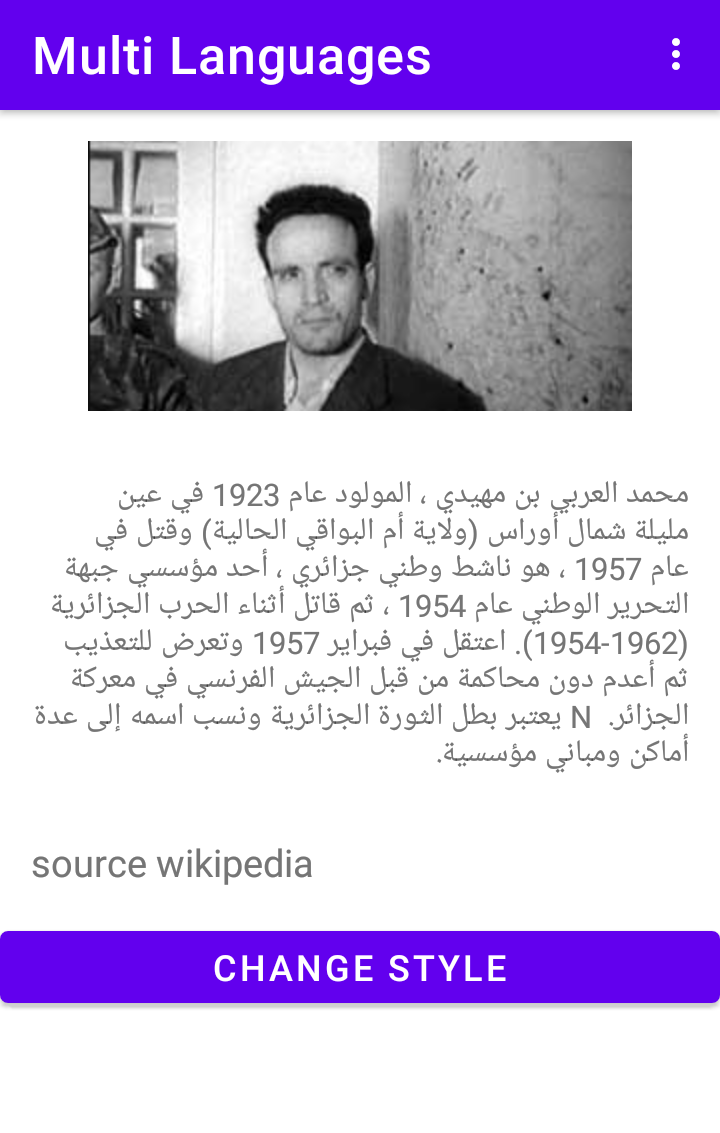 Multi Languages
محمد العربي بن مهيدي ، المولود عام 1923 في عين
مليلة شمال أوراس (ولاية أم البواقي الحالية) وقتل في
عام 1957 ، هو ناشط وطني جزائري ، أحد مؤسسي جبهة
التحرير الوطني عام 1954 ، ثم قاتل أثناء الحرب الجزائرية
(1954-1962). اعتقل في فبراير 1957 وتعرض للتعذيب
ثم أعدم دون محاكمة من قبل الجيش الفرنسي في معركة
الجزائر. N يعتبر بطل الثورة الجزائرية ونسب اسمه إلى عدة
أماكن ومباني مؤسسية.
source wikipedia
CHANGE STYLE